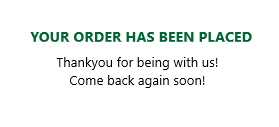 YOUR ORDER HAS BEEN PLACED
Thankyou for being with us!
Come back again soon!